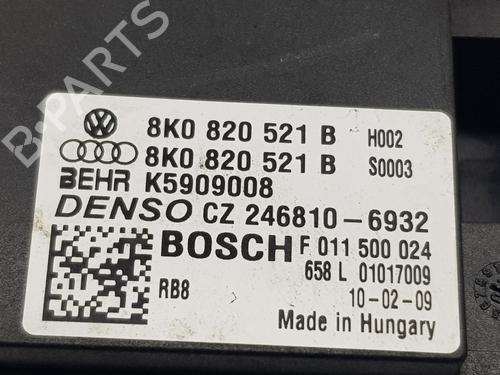 8K0 820 521 B H002
8K0 820 521 B S0003
BEHR K5909008
DENSO CZ 246810-6932
BOSCH F 011 500 024
658 L 01017009
RB8 10-02-09
Made in Hungary
B-PARTS